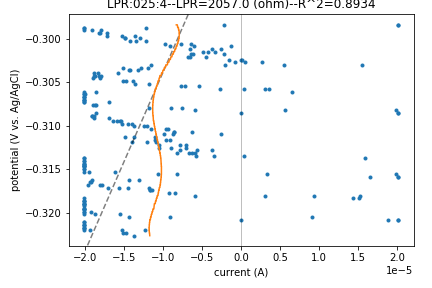 LPR:025:4--LPR=2057.0 (ohm)--R^2=0.8934
−0.300
−0.305
−0.310
−0.315
−0.320
potential (V vs. Ag/AgCl)
−2.0 −1.5 −1.0 −0.5 0.0 0.5 1.0 1.5 2.0
1e−5
current (A)